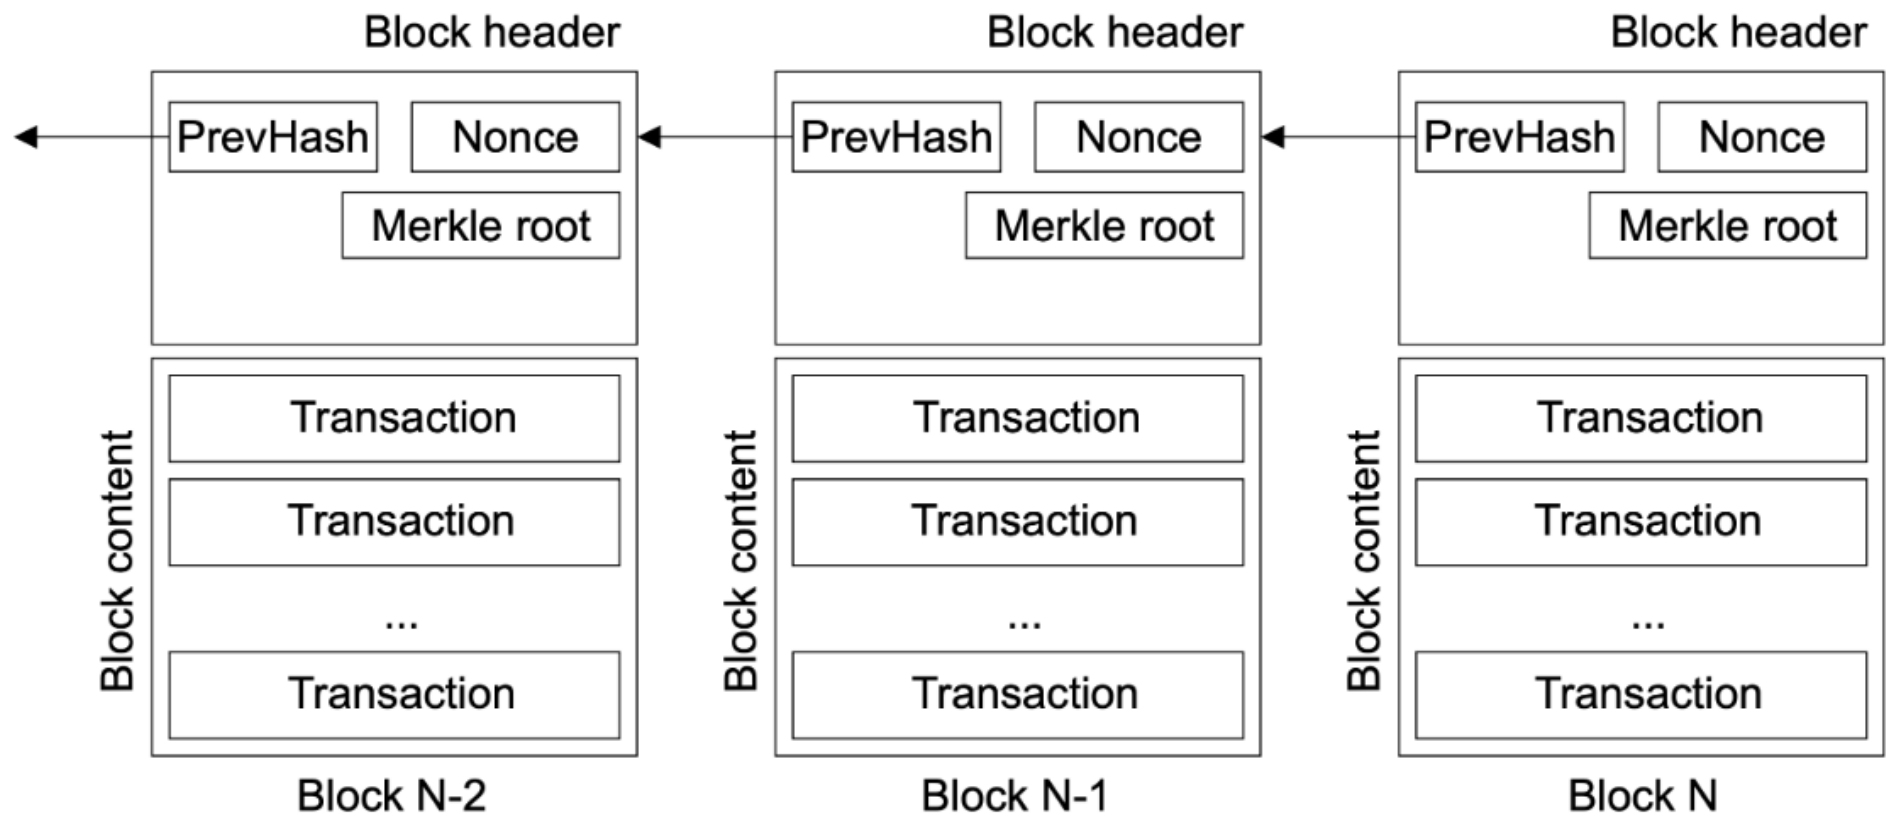 Block header
PrevHash
Nonce
Merkle root
Block content
Transaction
Transaction
...
Transaction
Block N-2
Block header
PrevHash
Nonce
Merkle root
Block content
Transaction
Transaction
...
Transaction
Block N-1
Block header
PrevHash
Nonce
Merkle root
Block content
Transaction
Transaction
...
Transaction
Block N